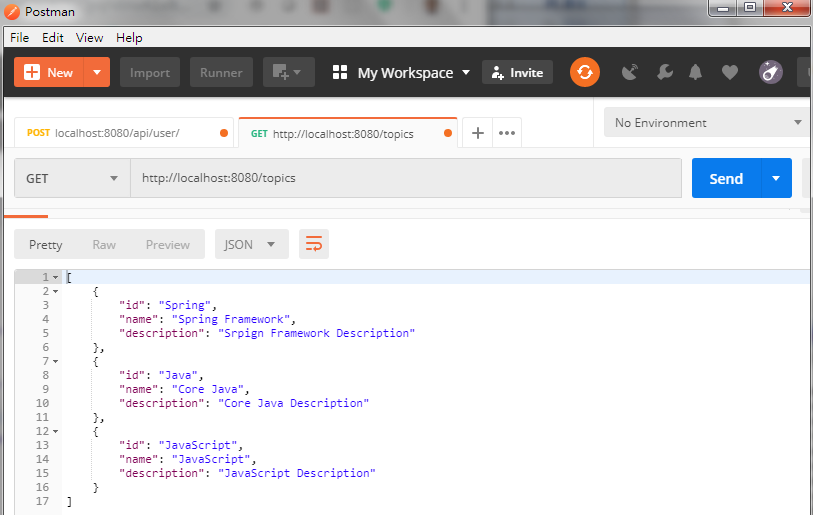 Postman
File Edit View Help
New Import Runner My Workspace Invite
POST localhost:8080/api/user/ GET http://localhost:8080/topics No Environment
GET http://localhost:8080/topics Send
Pretty Raw Preview JSON
1 [
2 {
3 "id": "Spring",
4 "name": "Spring Framework",
5 "description": "Srpign Framework Description"
6 },
7 {
8 "id": "Java",
9 "name": "Core Java",
10 "description": "Core Java Description"
11 },
12 {
13 "id": "JavaScript",
14 "name": "JavaScript",
15 "description": "JavaScript Description"
16 }
17 ]